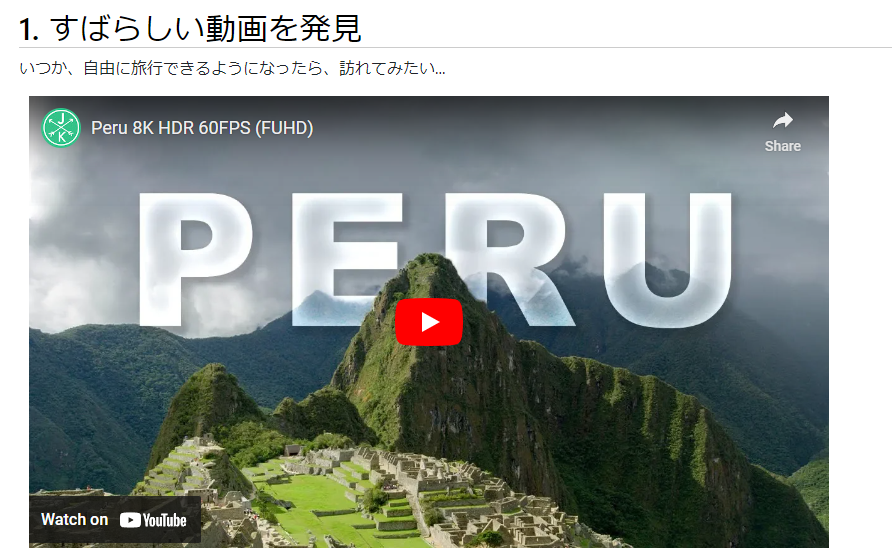 1. すばらしい動画を発見
いつか、自由に旅行できるようになったら、訪れてみたい...
JK
Peru 8K HDR 60FPS (FUHD)
Share
PERU
Watch on YouTube